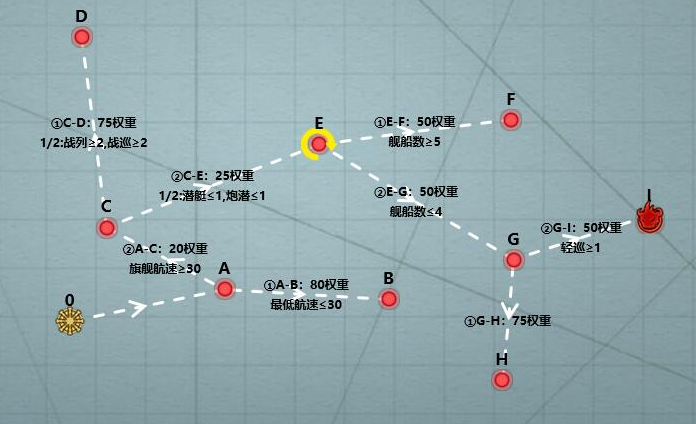 D
①C-D：75权重
1/2:战列≥2,战巡≥2
E
①E-F：50权重
舰船数≥5
F
②C-E：25权重
1/2:潜艇≤1,炮潜≤1
②E-G：50权重
舰船数≤4
C
I
②G-I：50权重
轻巡≥1
G
②A-C：20权重
旗舰航速≥30
A
①A-B：80权重
最低航速≤30
B
0
①G-H：75权重
H